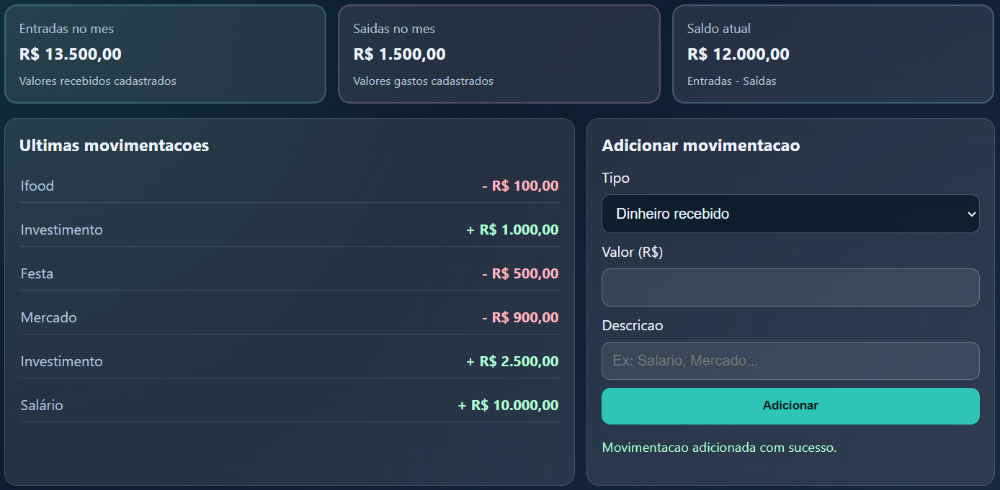 Entradas no mes
R$ 13.500,00
Valores recebidos cadastrados
Saidas no mes
R$ 1.500,00
Valores gastos cadastrados
Saldo atual
R$ 12.000,00
Entradas - Saidas
Ultimas movimentacoes
Ifood - R$ 100,00
Investimento + R$ 1.000,00
Festa - R$ 500,00
Mercado - R$ 900,00
Investimento + R$ 2.500,00
Salário + R$ 10.000,00
Adicionar movimentacao
Tipo
Dinheiro recebido
Valor (R$)
Descricao
Ex: Salario, Mercado...
Adicionar
Movimentacao adicionada com sucesso.